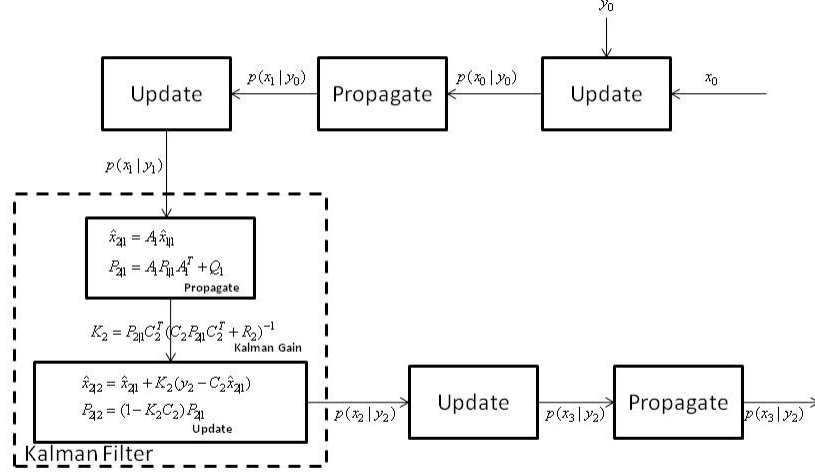 y₀
Update
p(x₁|y₀)
Propagate
p(x₀|y₀)
Update
x₀
p(x₁|y₁)
x̂₂|₁ = A₁x̂₁|₁
P₂|₁ = A₁P₁|₁A₁ᵀ + Q₁
Propagate
K₂ = P₂|₁C₂ᵀ(C₂P₂|₁C₂ᵀ + R₂)⁻¹
Kalman Gain
x̂₂|₂ = x̂₂|₁ + K₂(y₂ − C₂x̂₂|₁)
P₂|₂ = (1 − K₂C₂)P₂|₁
Update
Kalman Filter
p(x₂|y₂)
Update
p(x₃|y₂)
Propagate
p(x₃|y₂)